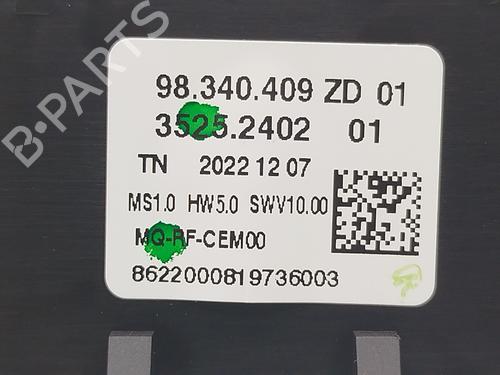 B-PARTS
98.340.409 ZD 01
3525.2402 01
TN 2022 12 07
MS1.0 HW5.0 SWV10.00
MQ-RF-CEM00
8622000819736003